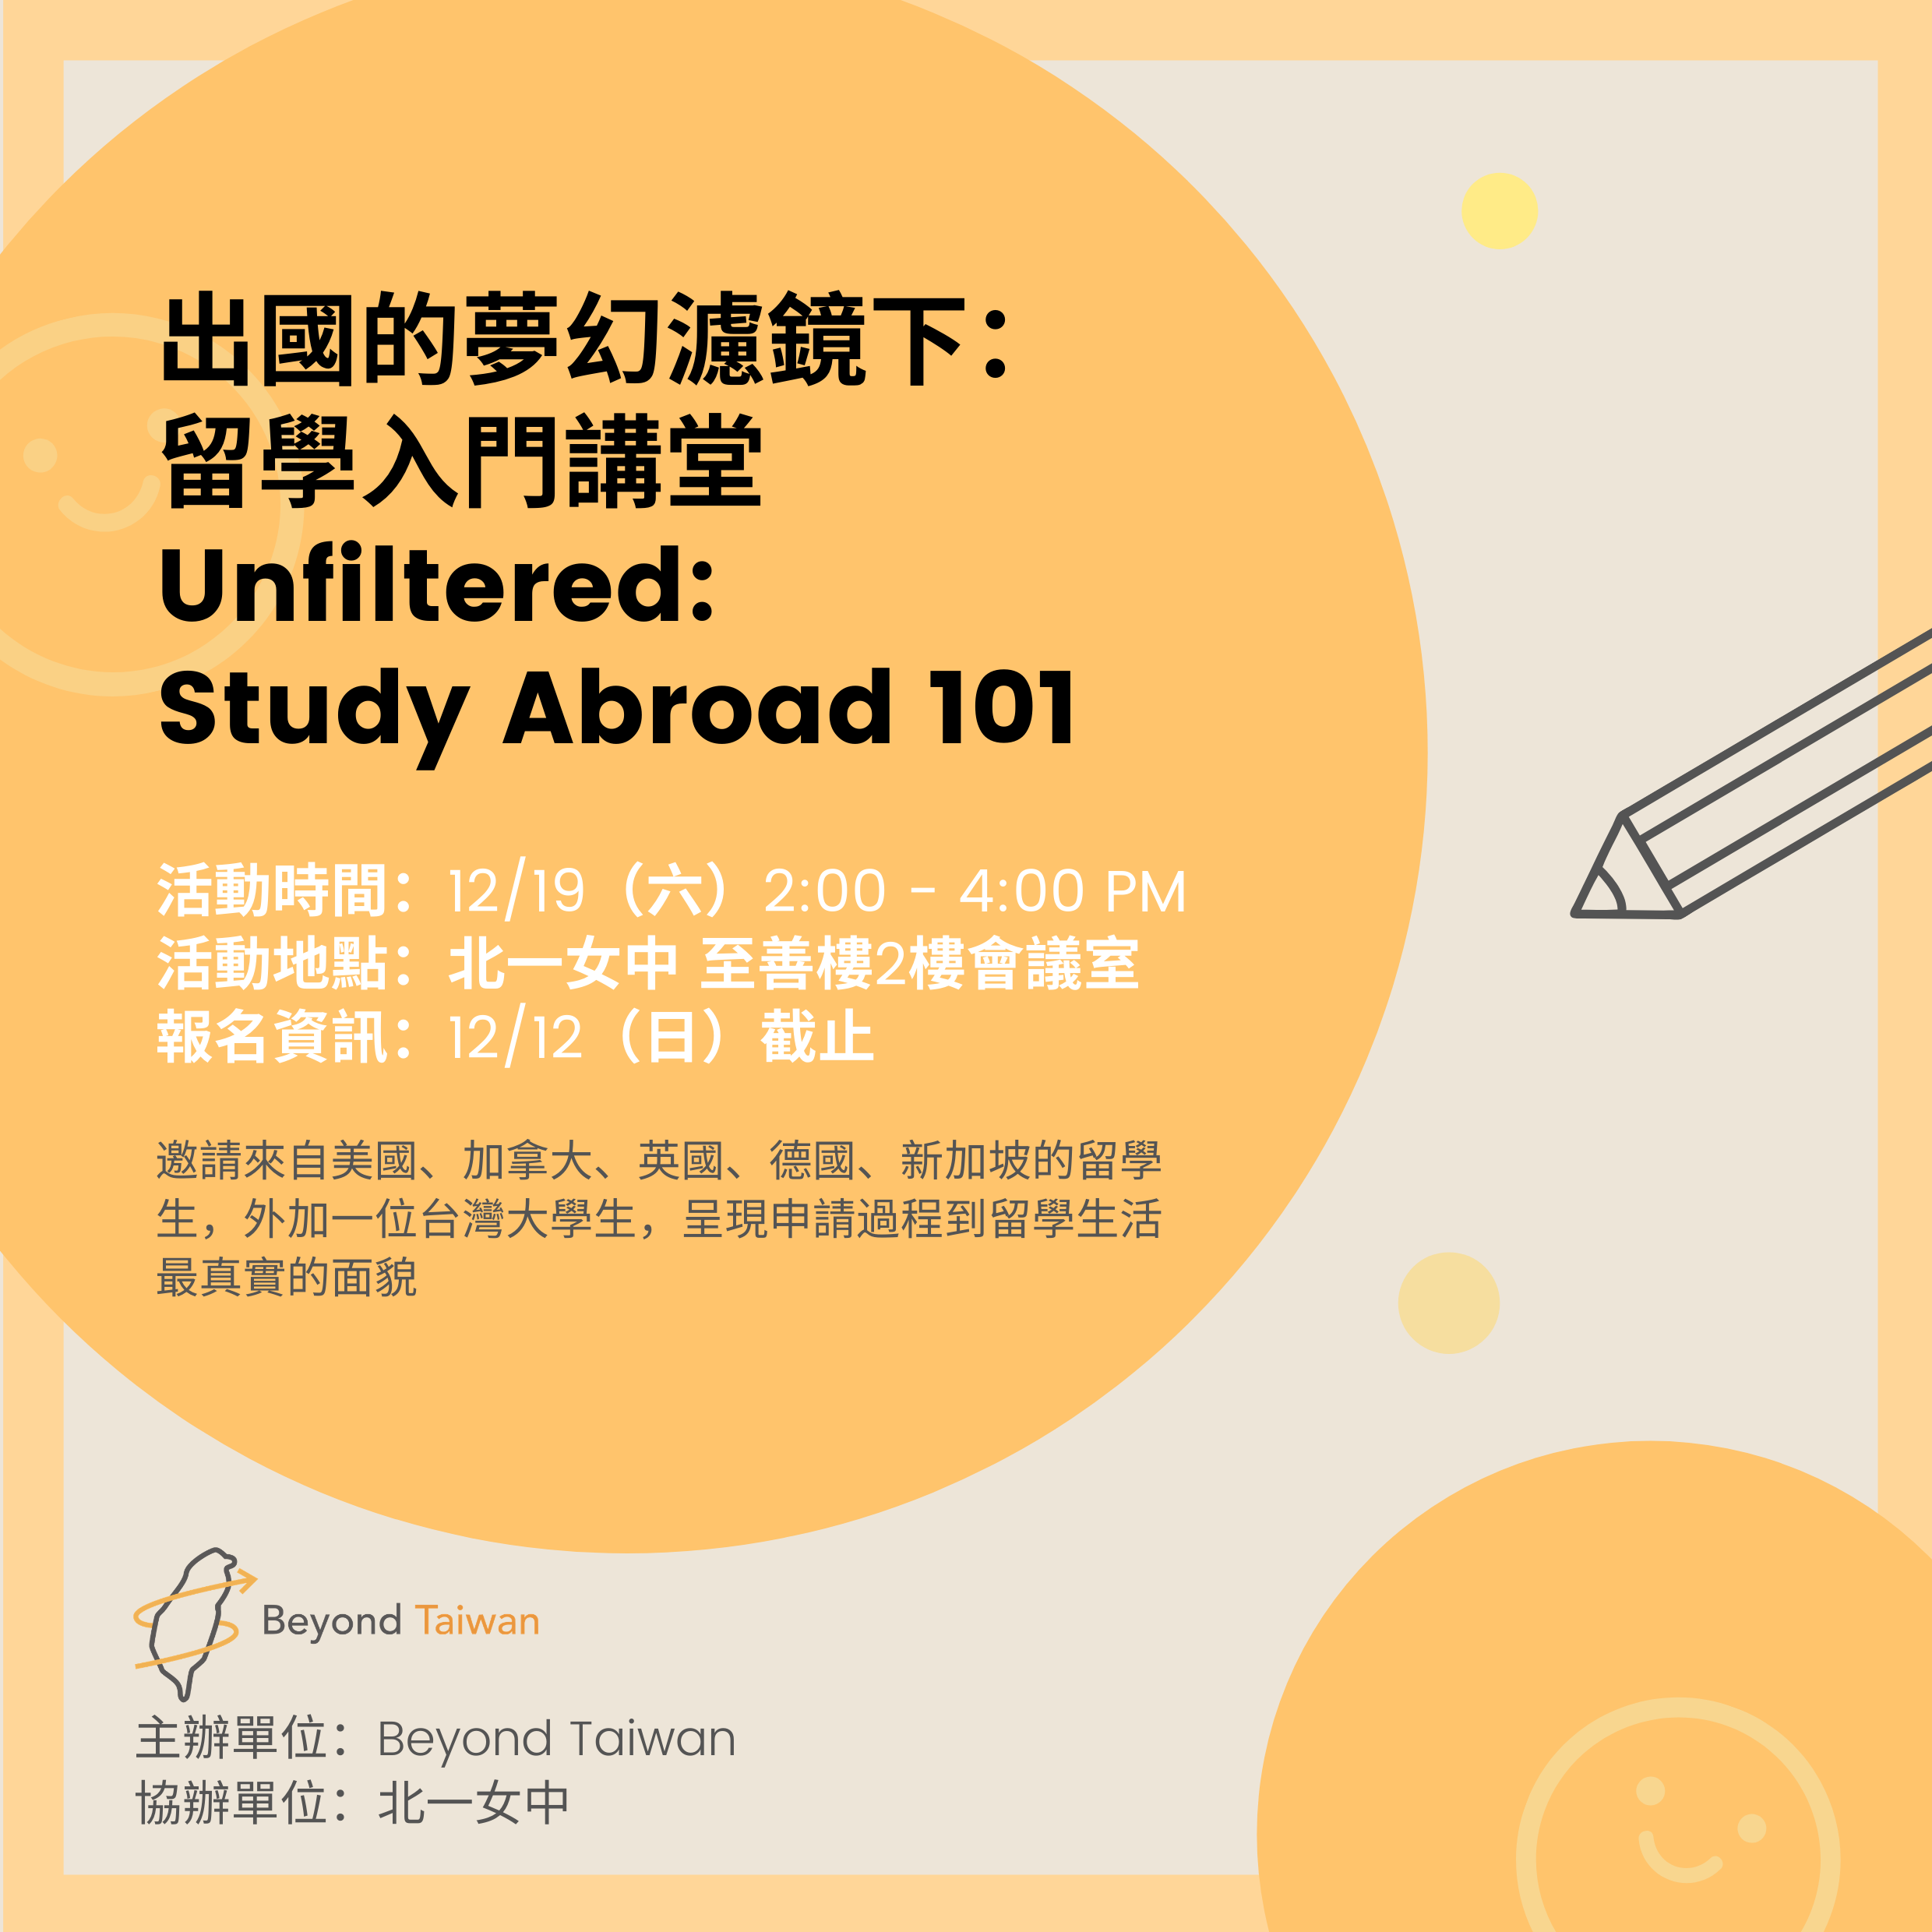 出國的夢幻濾鏡下：
留學入門講堂
Unfiltered:
Study Abroad 101
活動時間：12/19（六）2:00 - 4:00 PM
活動地點：北一女中 至善樓2樓會議室
報名資訊：12/12（日）截止
邀請來自美國、加拿大、英國、德國、新加坡的留學
生，外加一位台灣大學生，呈現申請過程到留學生活
最真實的面貌
Beyond Taiwan
主辦單位：Beyond Taiwan
協辦單位：北一女中